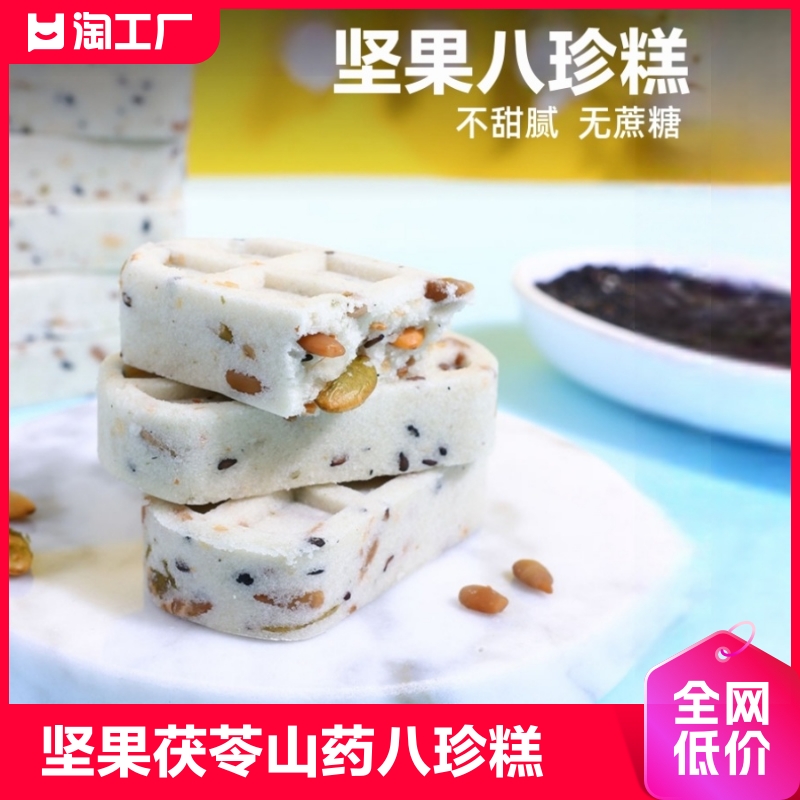 淘工厂
坚果八珍糕
不甜腻 无蔗糖
坚果茯苓山药八珍糕
全网
低价